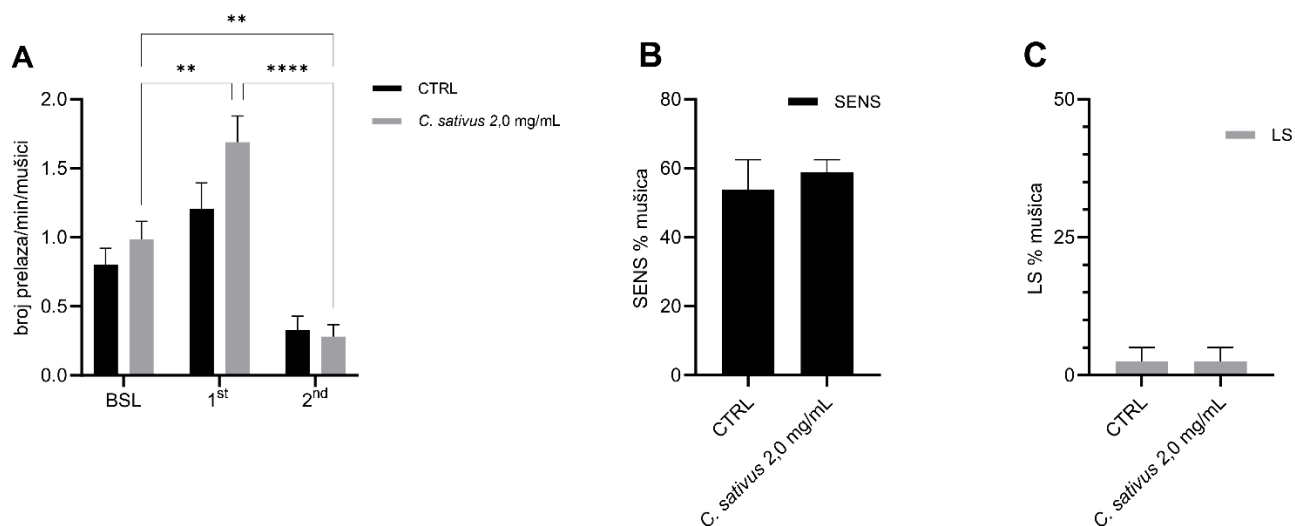 A
**
**
****
CTRL
C. sativus 2,0 mg/mL
broj prelaza/min/mušici
2.0
1.5
1.0
0.5
0.0
BSL
1st
2nd
B
SENS
SENS % mušica
80
60
40
20
0
CTRL
C. sativus 2,0 mg/mL
C
LS
LS % mušica
50
25
0
CTRL
C. sativus 2,0 mg/mL